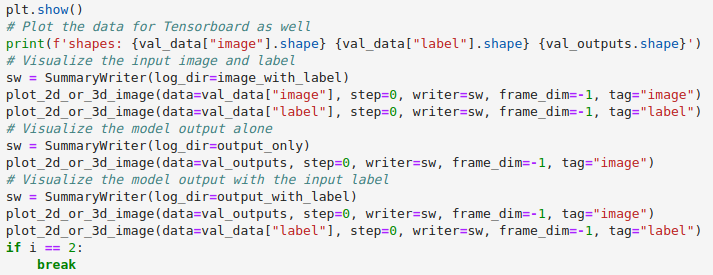 plt.show()
# Plot the data for Tensorboard as well
print(f'shapes: {val_data["image"].shape} {val_data["label"].shape} {val_outputs.shape}')
# Visualize the input image and label
sw = SummaryWriter(log_dir=image_with_label)
plot_2d_or_3d_image(data=val_data["image"], step=0, writer=sw, frame_dim=-1, tag="image")
plot_2d_or_3d_image(data=val_data["label"], step=0, writer=sw, frame_dim=-1, tag="label")
# Visualize the model output alone
sw = SummaryWriter(log_dir=output_only)
plot_2d_or_3d_image(data=val_outputs, step=0, writer=sw, frame_dim=-1, tag="image")
# Visualize the model output with the input label
sw = SummaryWriter(log_dir=output_with_label)
plot_2d_or_3d_image(data=val_outputs, step=0, writer=sw, frame_dim=-1, tag="image")
plot_2d_or_3d_image(data=val_data["label"], step=0, writer=sw, frame_dim=-1, tag="label")
if i == 2:
    break